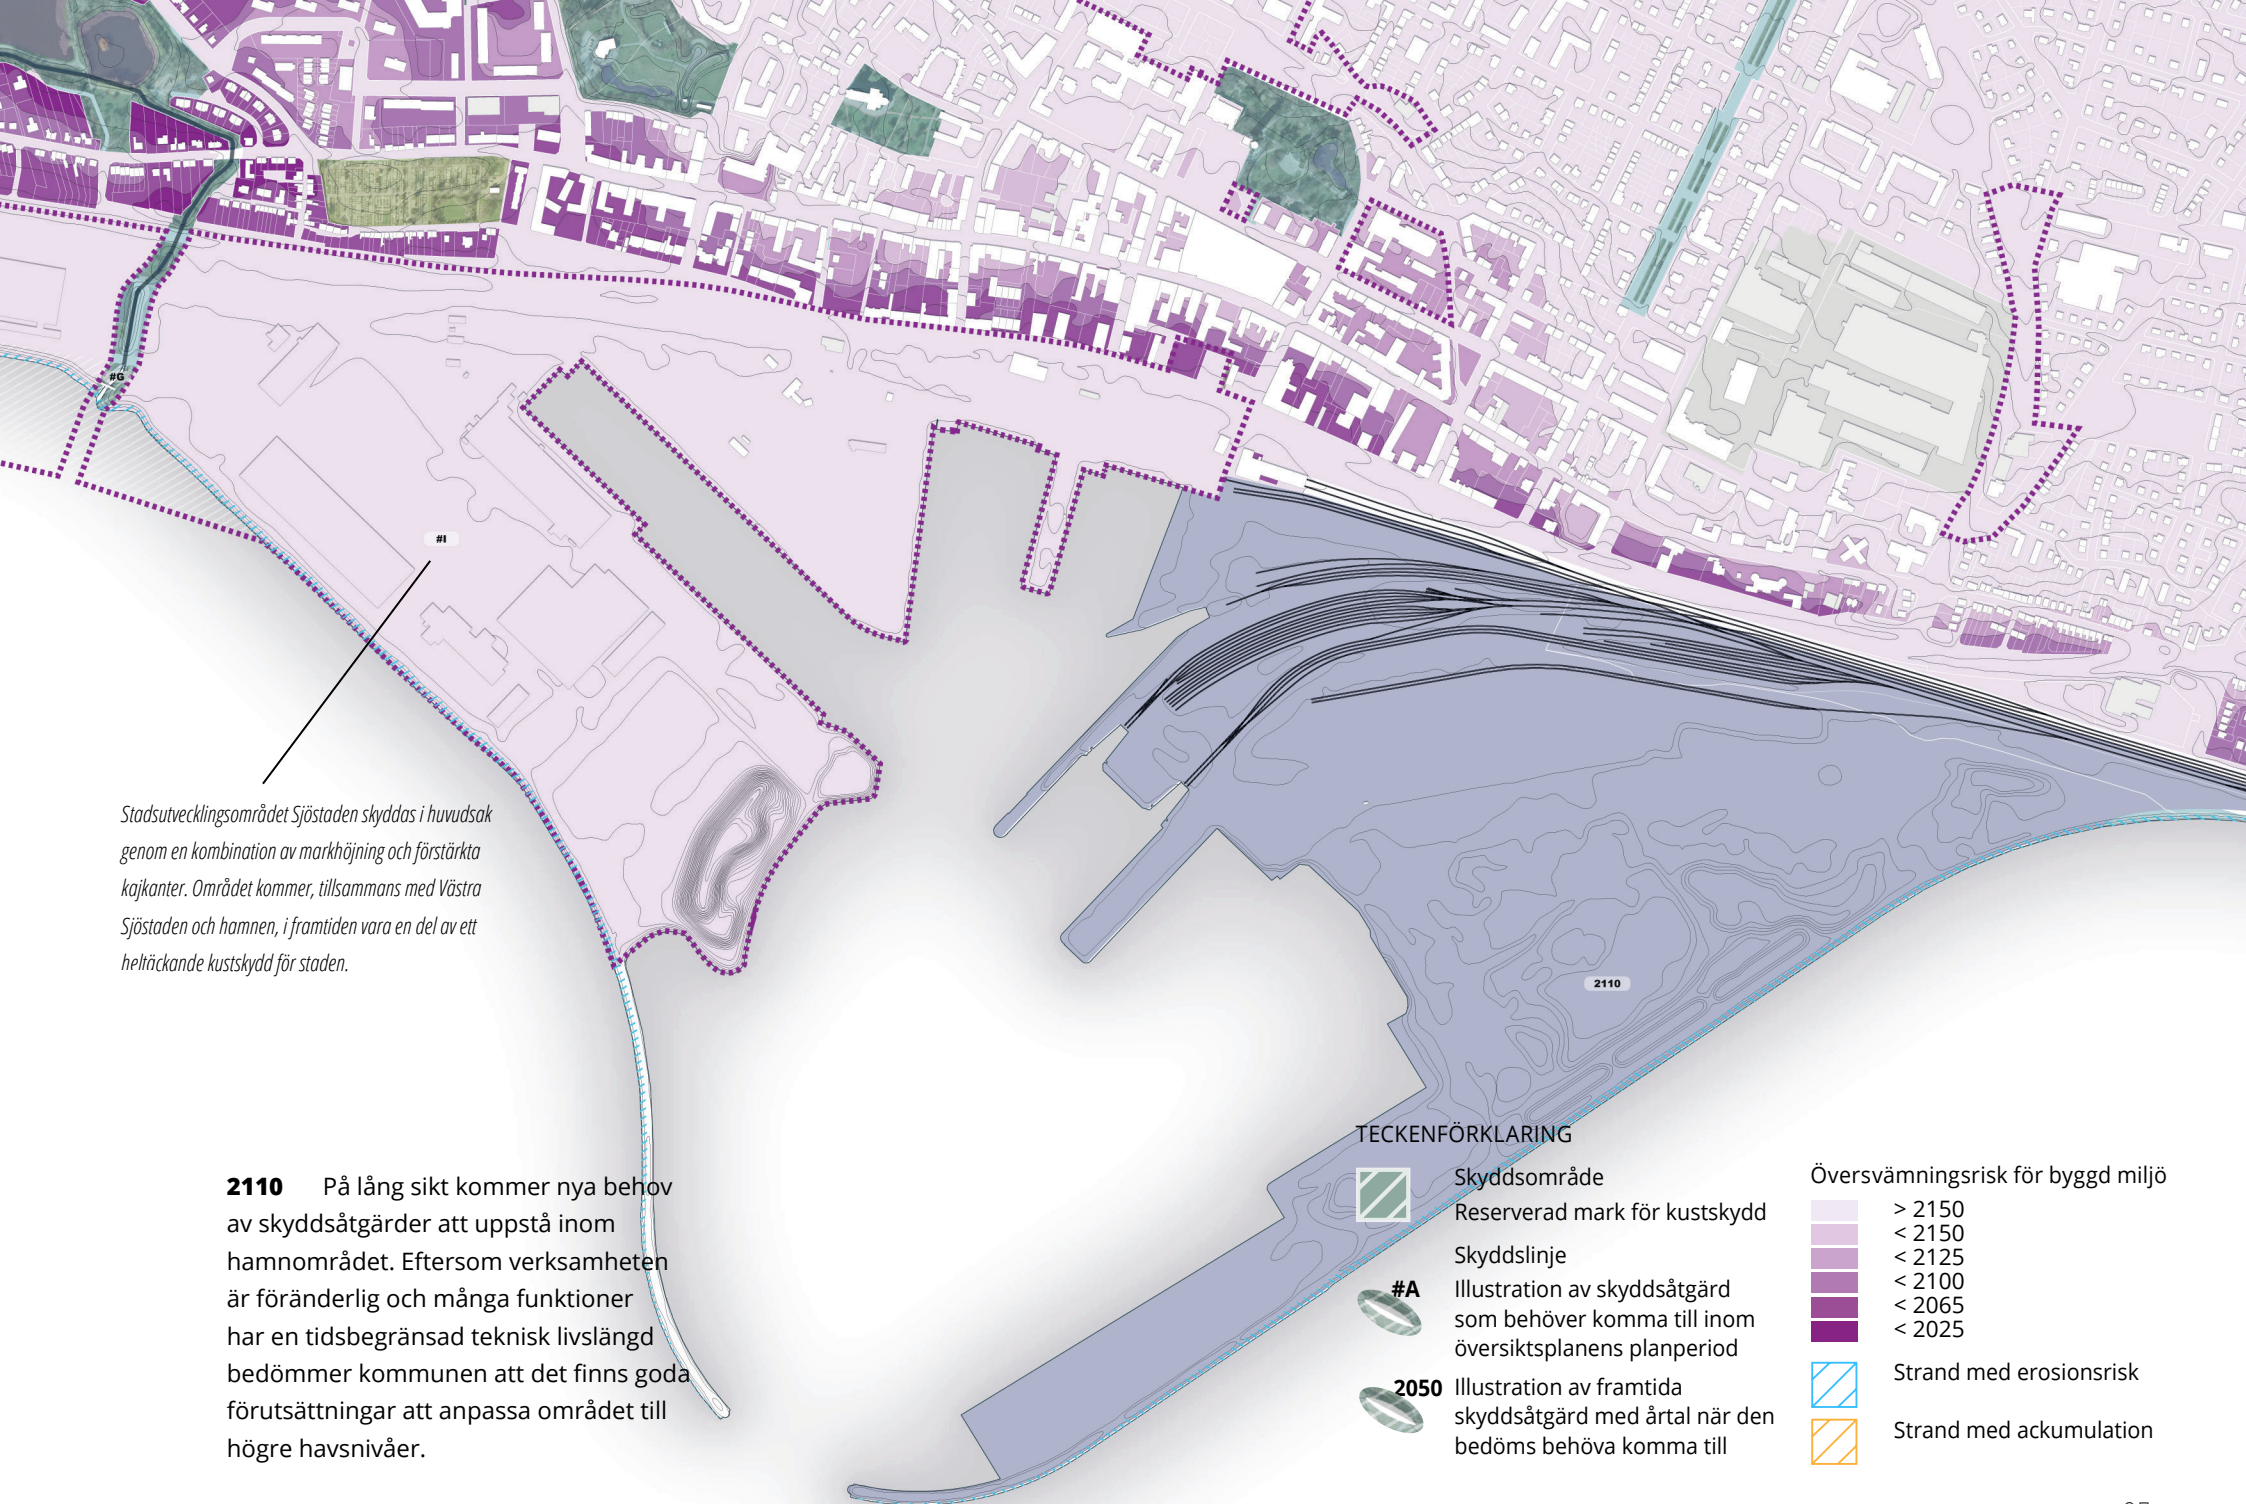 #G
#I
Stadsutvecklingsområdet Sjöstaden skyddas i huvudsak
genom en kombination av markhöjning och förstärkta
kajkanter. Området kommer, tillsammans med Västra
Sjöstaden och hamnen, i framtiden vara en del av ett
heltäckande kustskydd för staden.
2110
2110 På lång sikt kommer nya behov
av skyddsåtgärder att uppstå inom
hamnområdet. Eftersom verksamheten
är föränderlig och många funktioner
har en tidsbegränsad teknisk livslängd
bedömmer kommunen att det finns goda
förutsättningar att anpassa området till
högre havsnivåer.
TECKENFÖRKLARING
Skyddsområde
Reserverad mark för kustskydd
Skyddslinje
#A Illustration av skyddsåtgärd
som behöver komma till inom
översiktsplanens planperiod
2050 Illustration av framtida
skyddsåtgärd med årtal när den
bedöms behöva komma till
Översvämningsrisk för byggd miljö
> 2150
< 2150
< 2125
< 2100
< 2065
< 2025
Strand med erosionsrisk
Strand med ackumulation